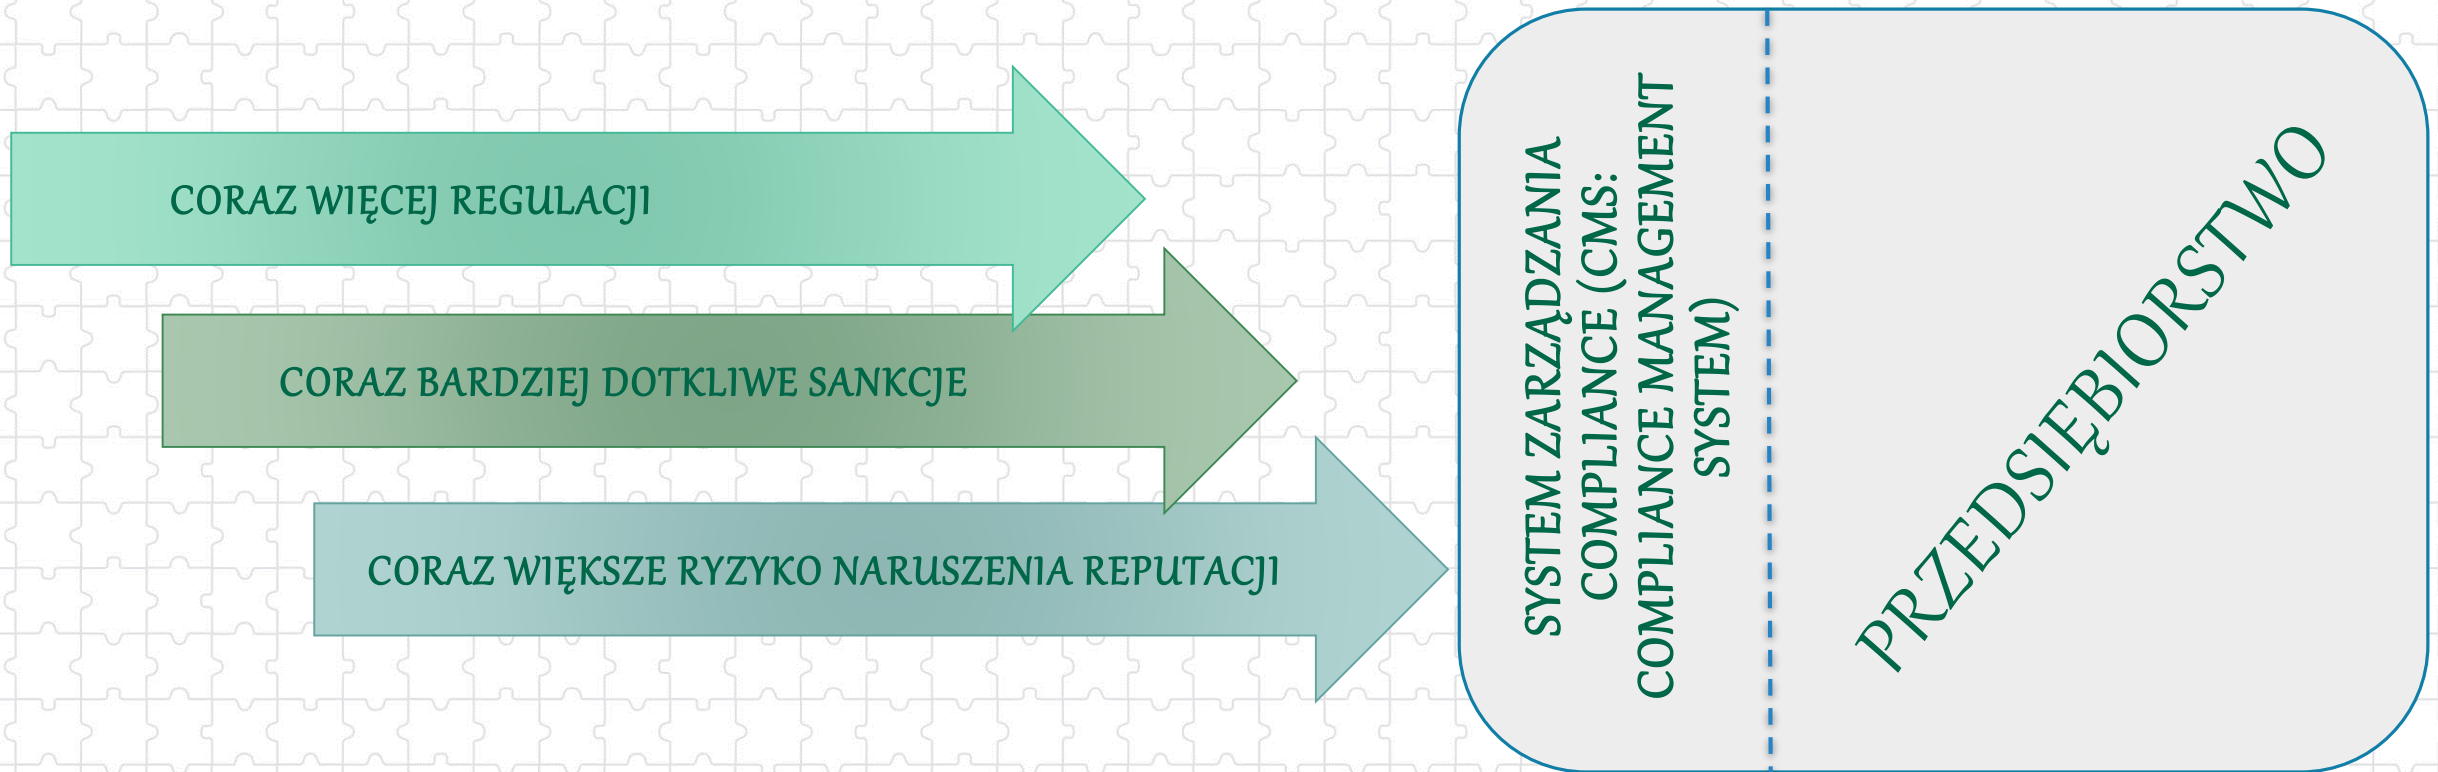 CORAZ WIĘCEJ REGULACJI
CORAZ BARDZIEJ DOTKLIWE SANKCJE
CORAZ WIĘKSZE RYZYKO NARUSZENIA REPUTACJI
SYSTEM ZARZĄDZANIA
COMPLIANCE (CMS:
COMPLIANCE MANAGEMENT
SYSTEM)
PRZEDSIĘBIORSTWO